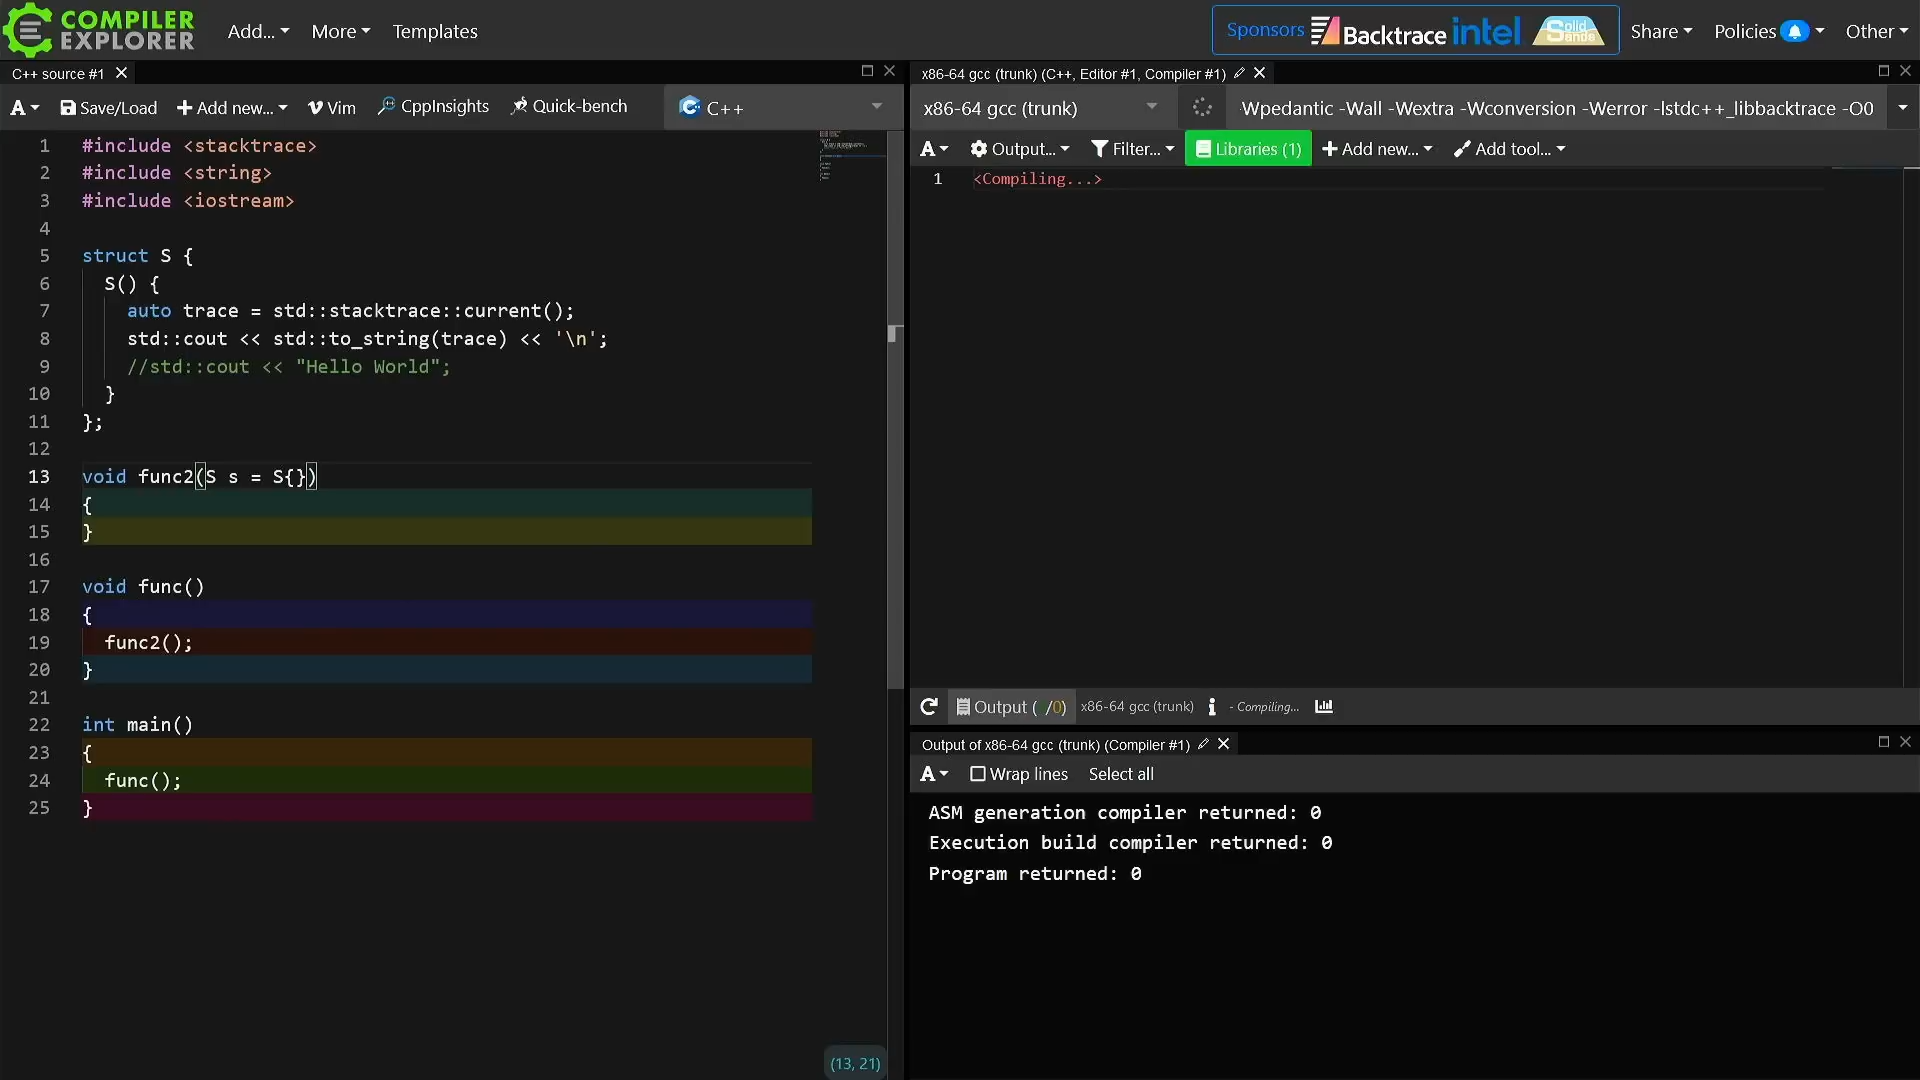 COMPILER EXPLORER Add... More Templates Sponsors Backtrace intel Solid Sands Share Policies Other
C++ source #1
A Save/Load Add new... Vim CppInsights Quick-bench C++
1 #include <stacktrace>
2 #include <string>
3 #include <iostream>
4
5 struct S {
6 S() {
7 auto trace = std::stacktrace::current();
8 std::cout << std::to_string(trace) << '\n';
9 //std::cout << "Hello World";
10 }
11 };
12
13 void func2(S s = S{})
14 {
15 }
16
17 void func()
18 {
19 func2();
20 }
21
22 int main()
23 {
24 func();
25 }
(13, 21)
x86-64 gcc (trunk) (C++, Editor #1, Compiler #1)
x86-64 gcc (trunk) Wpedantic -Wall -Wextra -Wconversion -Werror -lstdc++_libbacktrace -O0
A Output... Filter... Libraries (1) Add new... Add tool...
1 <Compiling...>
Output ( /0) x86-64 gcc (trunk) i - Compiling...
Output of x86-64 gcc (trunk) (Compiler #1)
A Wrap lines Select all
ASM generation compiler returned: 0
Execution build compiler returned: 0
Program returned: 0